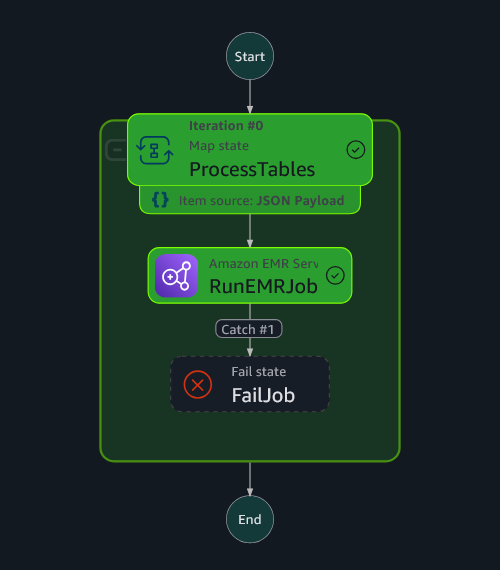 Start
Iteration #0
Map state
ProcessTables
Item source: JSON Payload
Amazon EMR Serv
RunEMRJob
Catch #1
Fail state
FailJob
End